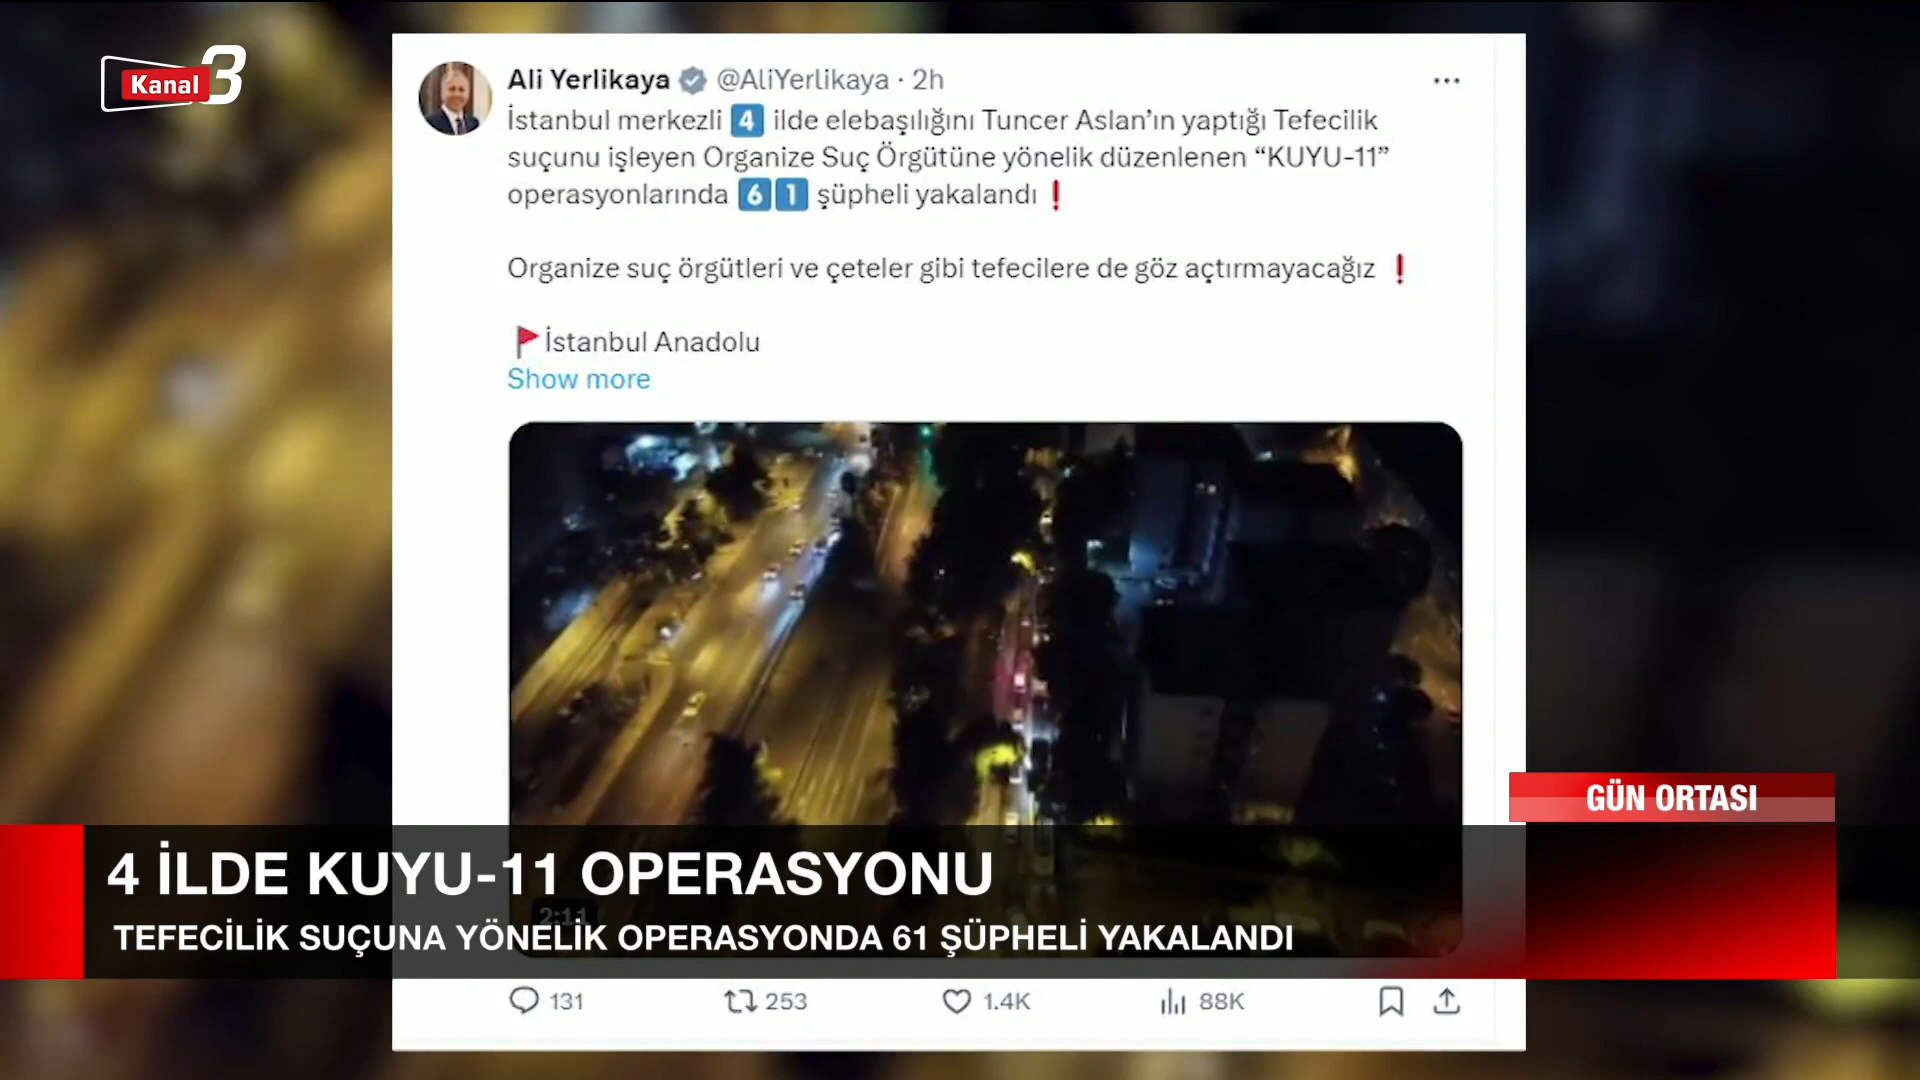 Kanal 3
Ali Yerlikaya @AliYerlikaya · 2h
İstanbul merkezli 4 ilde elebaşılığını Tuncer Aslan’ın yaptığı Tefecilik
suçunu işleyen Organize Suç Örgütüne yönelik düzenlenen “KUYU-11”
operasyonlarında 61 şüpheli yakalandı❗
Organize suç örgütleri ve çeteler gibi tefecilere de göz açtırmayacağız ❗
🚩İstanbul Anadolu
Show more
GÜN ORTASI
4 İLDE KUYU-11 OPERASYONU
2:11
TEFECİLİK SUÇUNA YÖNELİK OPERASYONDA 61 ŞÜPHELİ YAKALANDI
131 253 1.4K 88K